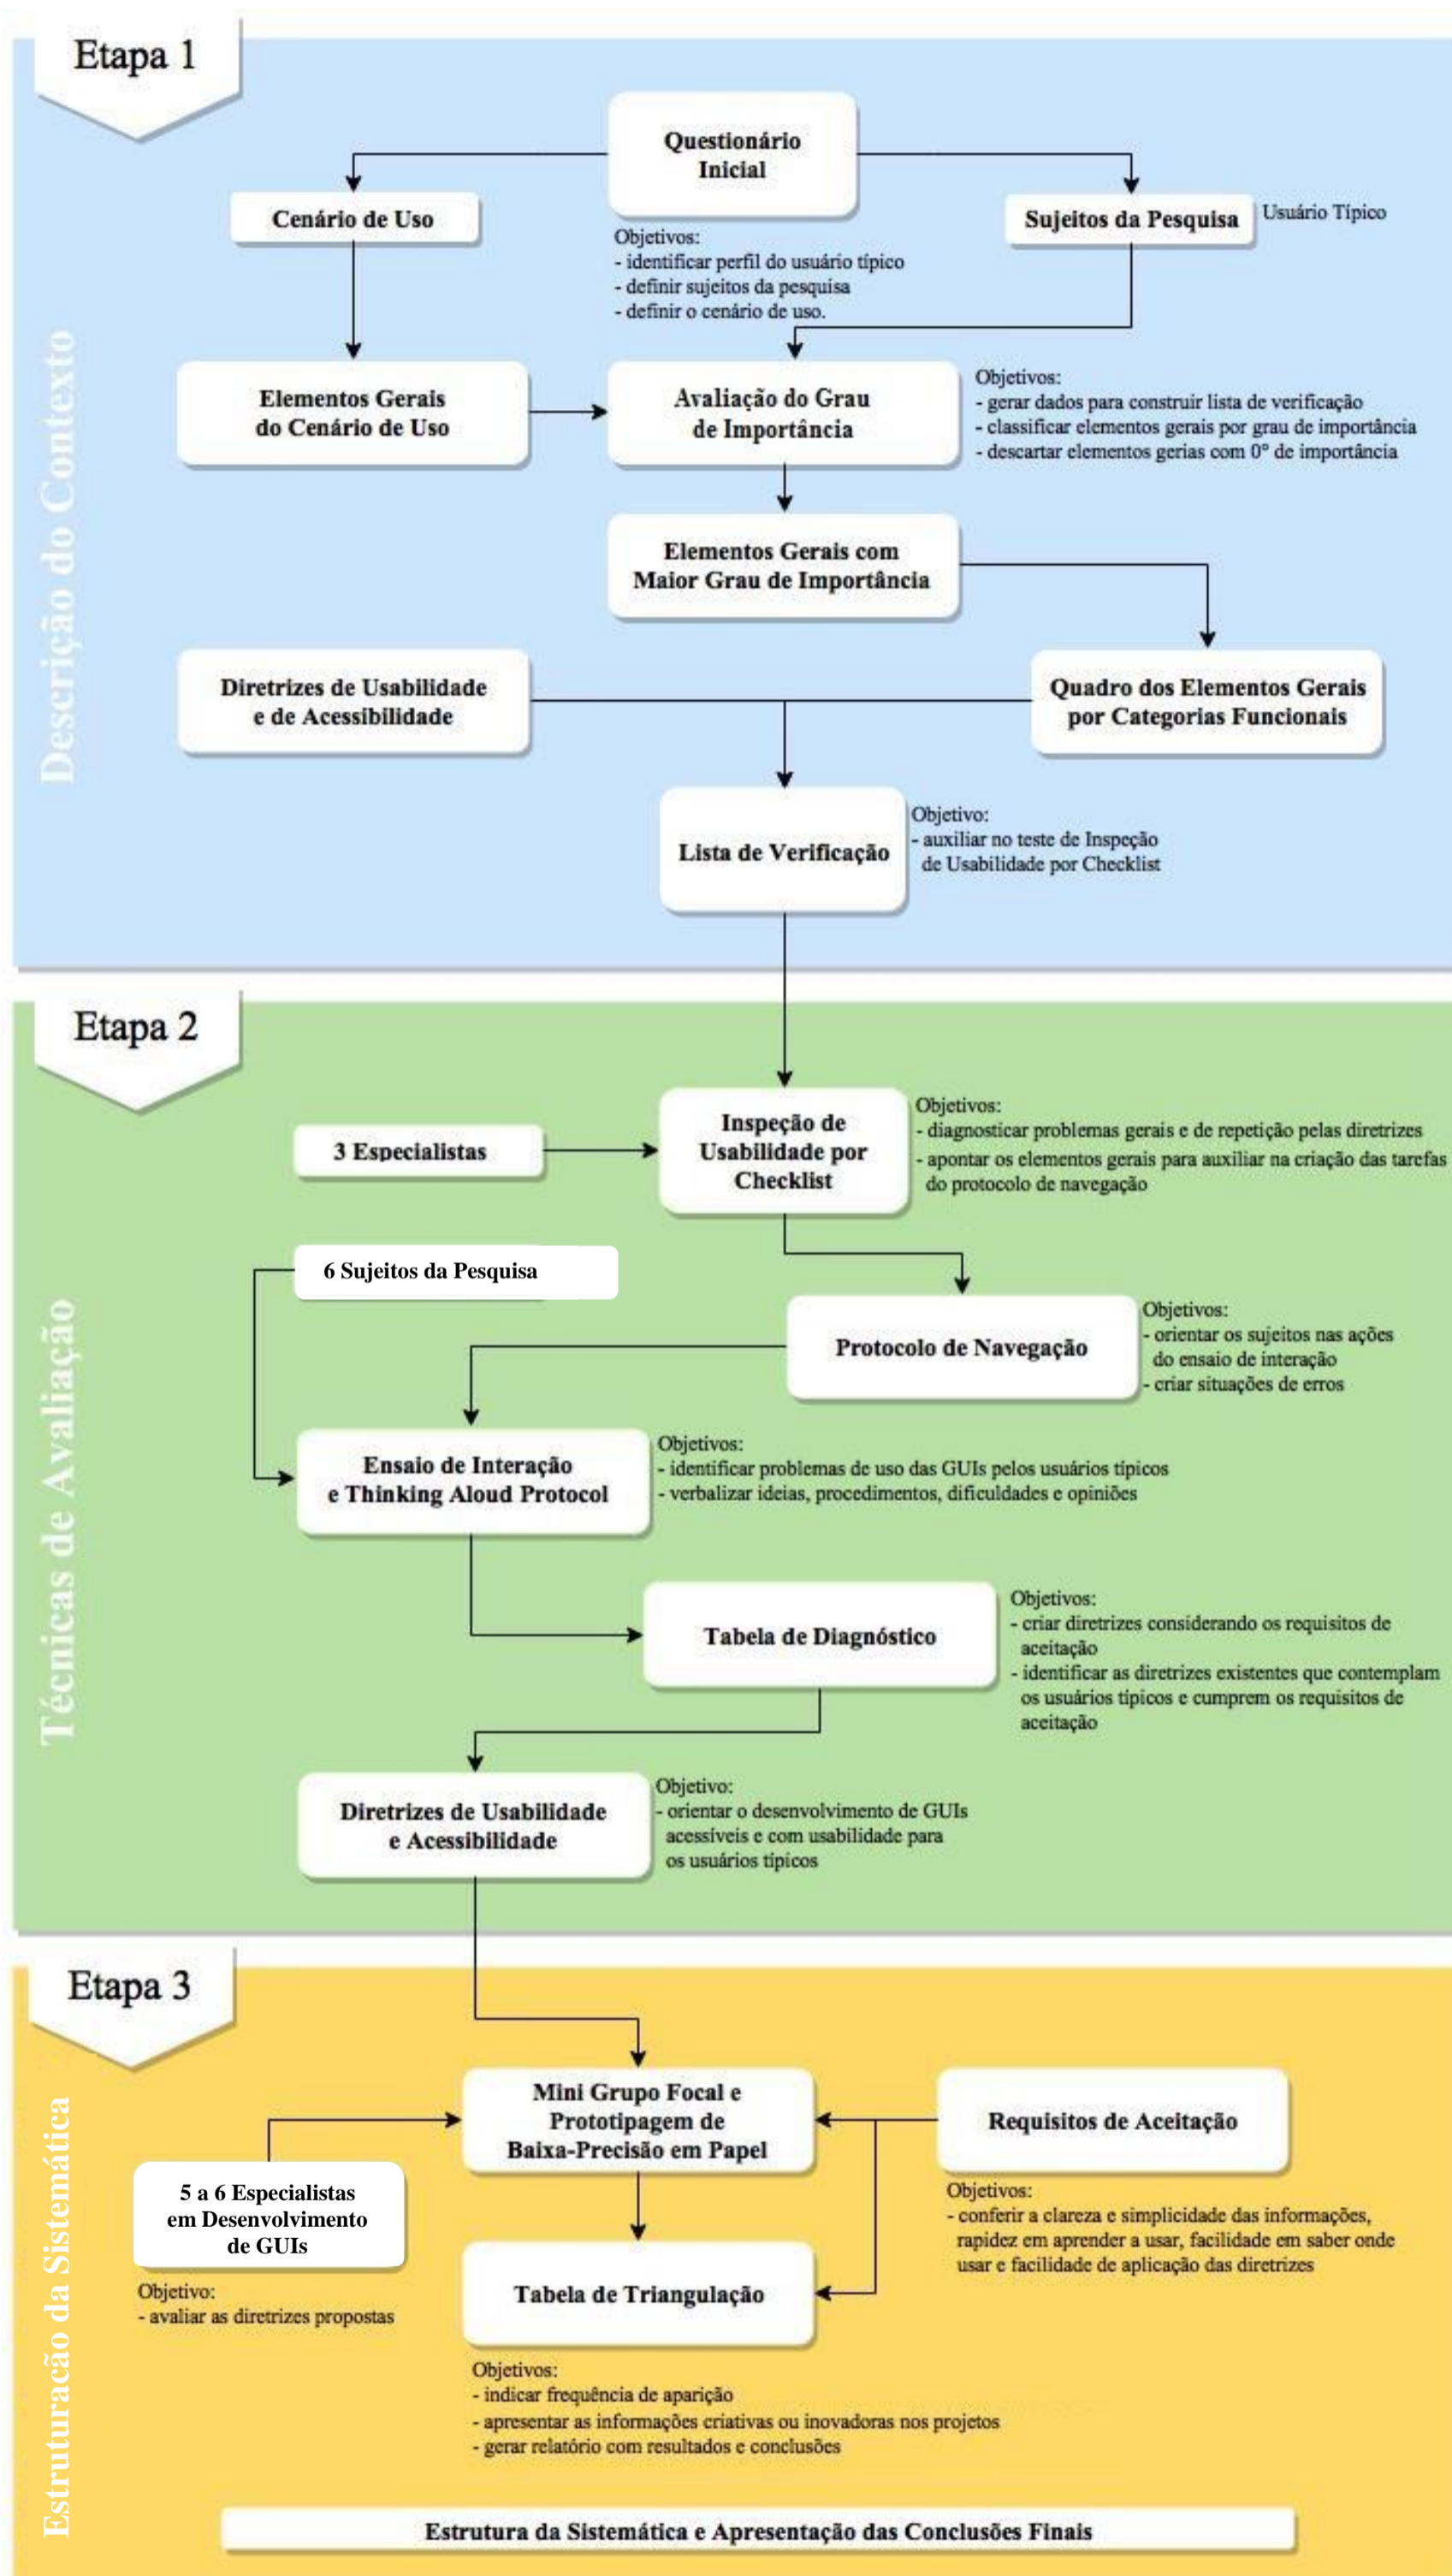 Etapa 1
Descrição do Contexto
Questionário
Inicial
Cenário de Uso
Sujeitos da Pesquisa
Usuário Típico
Objetivos:
- identificar perfil do usuário típico
- definir sujeitos da pesquisa
- definir o cenário de uso.
Elementos Gerais
do Cenário de Uso
Avaliação do Grau
de Importância
Objetivos:
- gerar dados para construir lista de verificação
- classificar elementos gerais por grau de importância
- descartar elementos gerias com 0° de importância
Elementos Gerais com
Maior Grau de Importância
Diretrizes de Usabilidade
e de Acessibilidade
Quadro dos Elementos Gerais
por Categorias Funcionais
Lista de Verificação
Objetivo:
- auxiliar no teste de Inspeção
de Usabilidade por Checklist
Etapa 2
Técnicas de Avaliação
3 Especialistas
Inspeção de
Usabilidade por
Checklist
Objetivos:
- diagnosticar problemas gerais e de repetição pelas diretrizes
- apontar os elementos gerais para auxiliar na criação das tarefas
do protocolo de navegação
6 Sujeitos da Pesquisa
Protocolo de Navegação
Objetivos:
- orientar os sujeitos nas ações
do ensaio de interação
- criar situações de erros
Ensaio de Interação
e Thinking Aloud Protocol
Objetivos:
- identificar problemas de uso das GUIs pelos usuários típicos
- verbalizar ideias, procedimentos, dificuldades e opiniões
Tabela de Diagnóstico
Objetivos:
- criar diretrizes considerando os requisitos de
aceitação
- identificar as diretrizes existentes que contemplam
os usuários típicos e cumprem os requisitos de
aceitação
Diretrizes de Usabilidade
e Acessibilidade
Objetivo:
- orientar o desenvolvimento de GUIs
acessíveis e com usabilidade para
os usuários típicos
Etapa 3
Estruturacão da Sistemática
Mini Grupo Focal e
Prototipagem de
Baixa-Precisão em Papel
Requisitos de Aceitação
5 a 6 Especialistas
em Desenvolvimento
de GUIs
Objetivo:
- avaliar as diretrizes propostas
Objetivos:
- conferir a clareza e simplicidade das informações,
rapidez em aprender a usar, facilidade em saber onde
usar e facilidade de aplicação das diretrizes
Tabela de Triangulação
Objetivos:
- indicar frequência de aparição
- apresentar as informações criativas ou inovadoras nos projetos
- gerar relatório com resultados e conclusões
Estrutura da Sistemática e Apresentação das Conclusões Finais